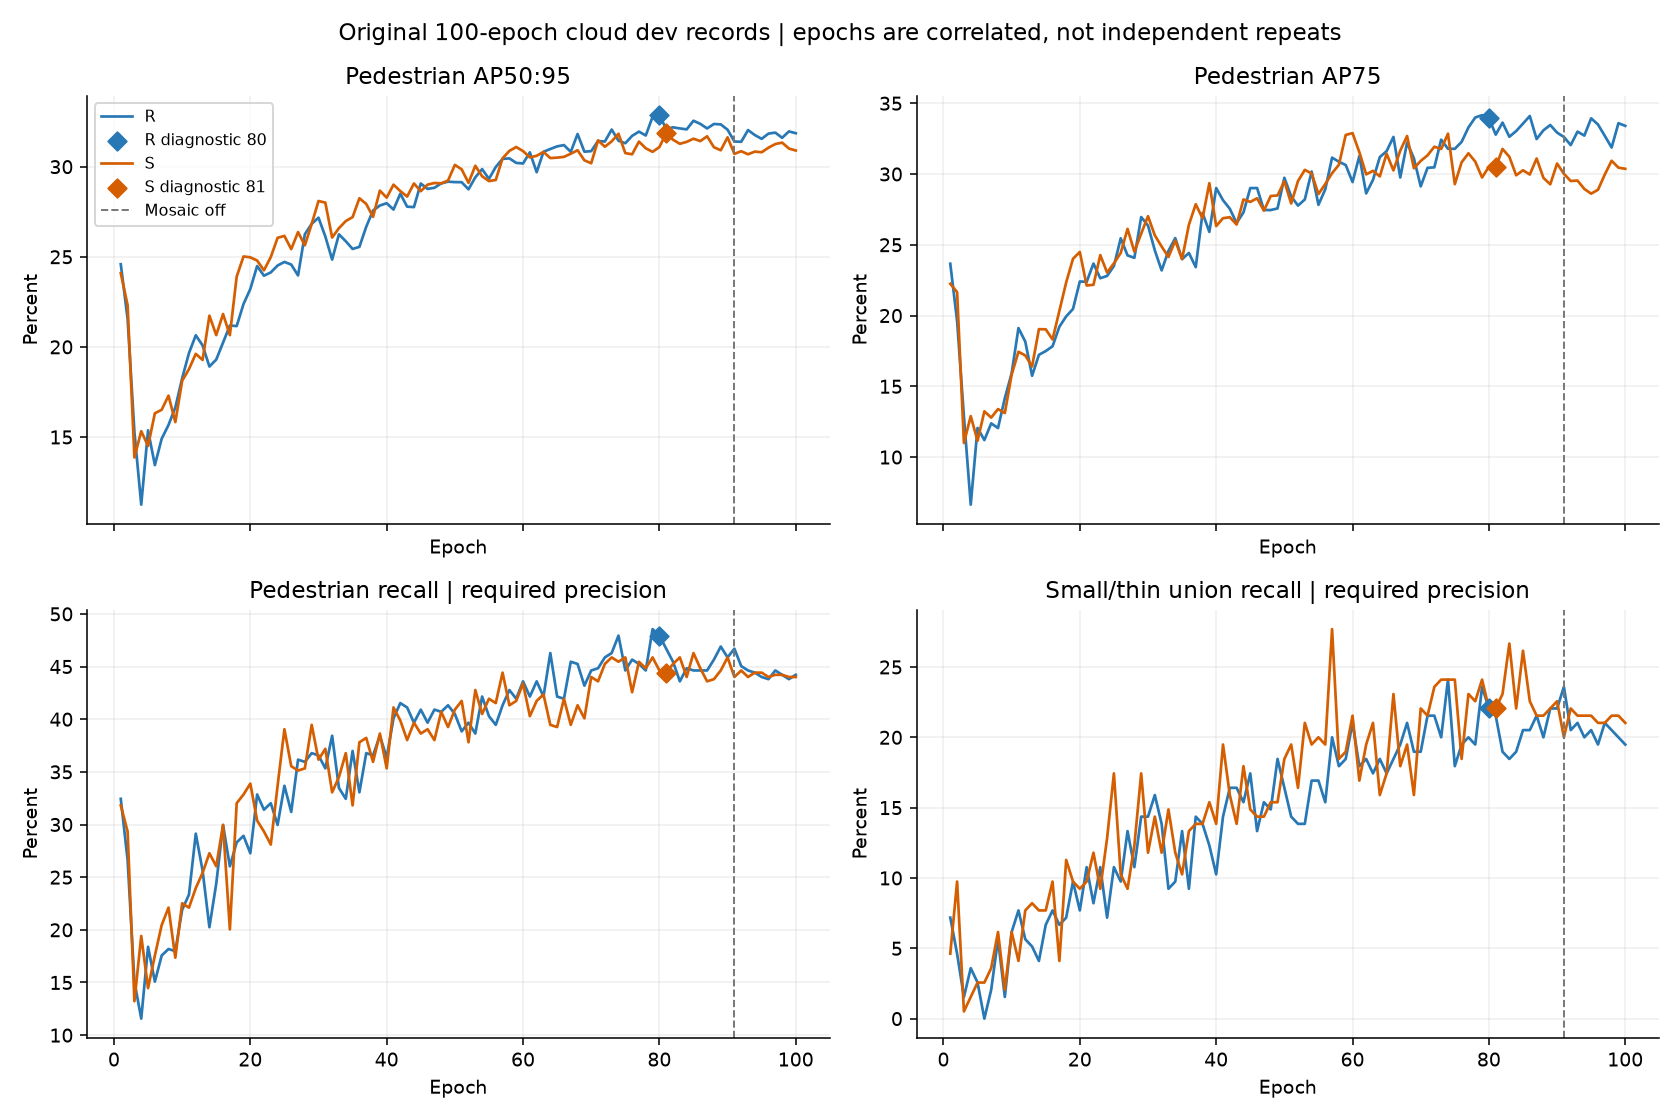 Original 100-epoch cloud dev records | epochs are correlated, not independent repeats
Pedestrian AP50:95
R
R diagnostic 80
S
S diagnostic 81
Mosaic off
30
25
20
15
Percent
Epoch
Pedestrian AP75
35
30
25
20
15
10
Percent
Epoch
Pedestrian recall | required precision
50
45
40
35
30
25
20
15
10
Percent
0 20 40 60 80 100
Epoch
Small/thin union recall | required precision
25
20
15
10
5
0
Percent
0 20 40 60 80 100
Epoch